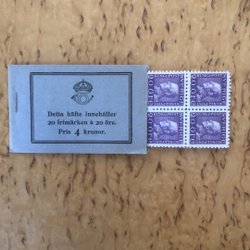 Detta häfte innehåller
20 frimärken à 20 öre.
Pris 4 kronor.